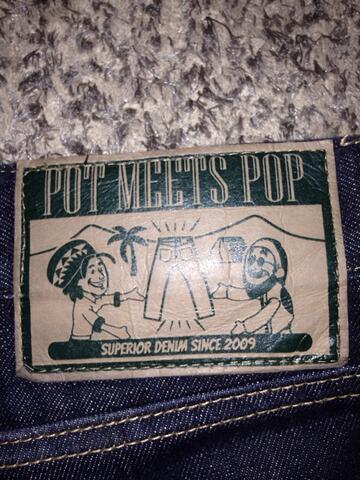 POT MEETS POP
SUPERIOR DENIM SINCE 2009